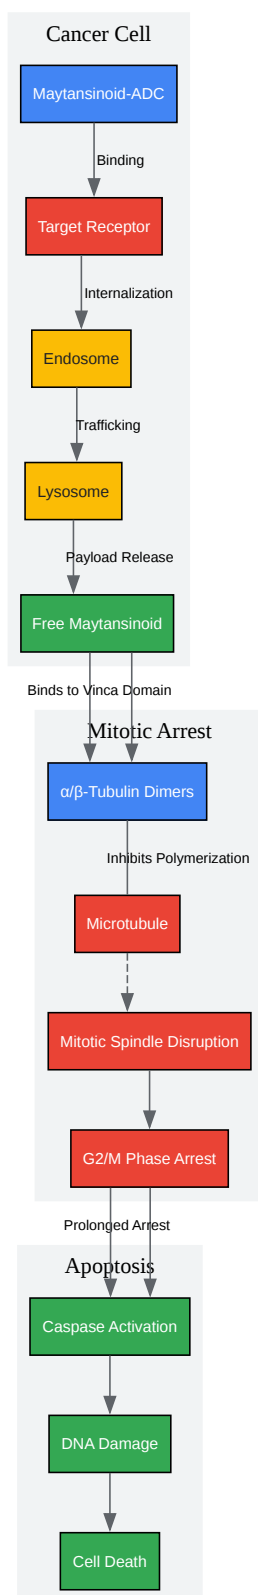 Cancer Cell
Maytansinoid-ADC
Binding
Target Receptor
Internalization
Endosome
Trafficking
Lysosome
Payload Release
Free Maytansinoid
Binds to Vinca Domain
Mitotic Arrest
α/β-Tubulin Dimers
Inhibits Polymerization
Microtubule
Mitotic Spindle Disruption
G2/M Phase Arrest
Prolonged Arrest
Apoptosis
Caspase Activation
DNA Damage
Cell Death